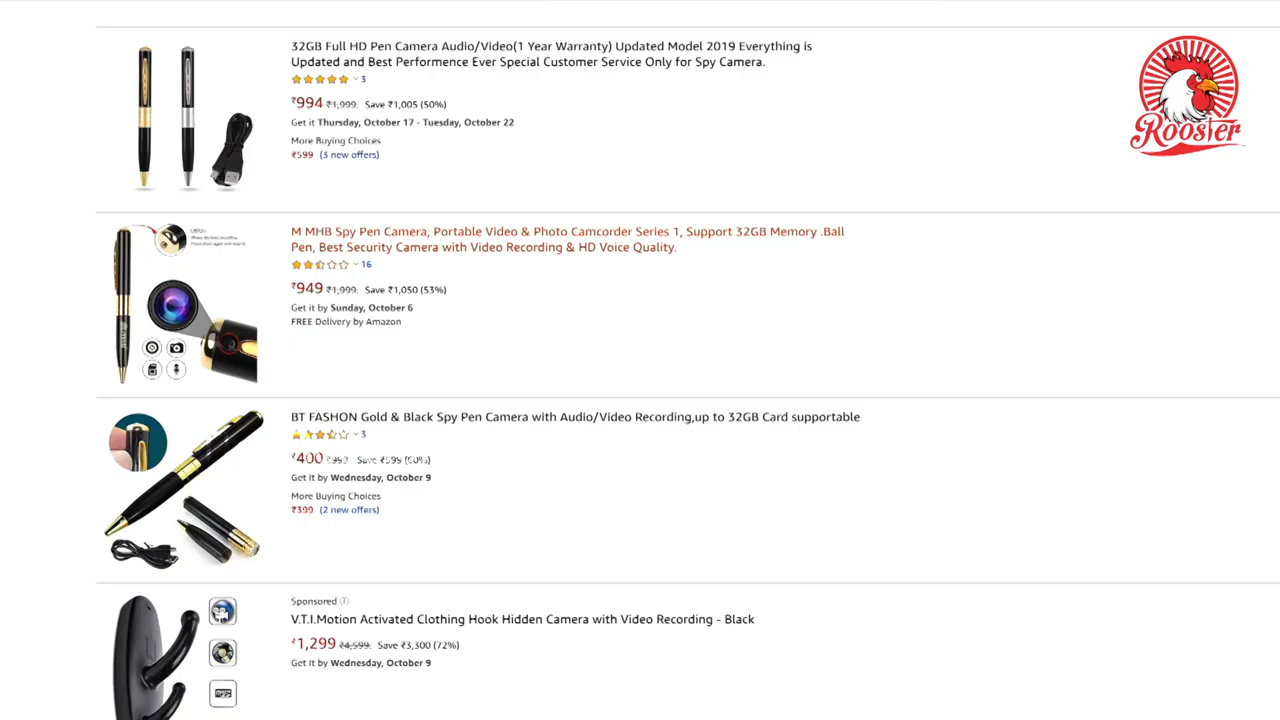 32GB Full HD Pen Camera Audio/Video(1 Year Warranty) Updated Model 2019 Everything is
Updated and Best Performence Ever Special Customer Service Only for Spy Camera.
3
₹994 ₹1,999. Save ₹1,005 (50%)
Get it Thursday, October 17 - Tuesday, October 22
More Buying Choices
₹599 (3 new offers)
Rooster
M MHB Spy Pen Camera, Portable Video & Photo Camcorder Series 1, Support 32GB Memory .Ball
Pen, Best Security Camera with Video Recording & HD Voice Quality.
16
₹949 ₹1,999. Save ₹1,050 (53%)
Get it by Sunday, October 6
FREE Delivery by Amazon
BT FASHON Gold & Black Spy Pen Camera with Audio/Video Recording,up to 32GB Card supportable
3
₹400 Save
Get it by Wednesday, October 9
More Buying Choices
₹399 (2 new offers)
Sponsored
V.T.I.Motion Activated Clothing Hook Hidden Camera with Video Recording - Black
₹1,299 ₹4,599. Save ₹3,300 (72%)
Get it by Wednesday, October 9